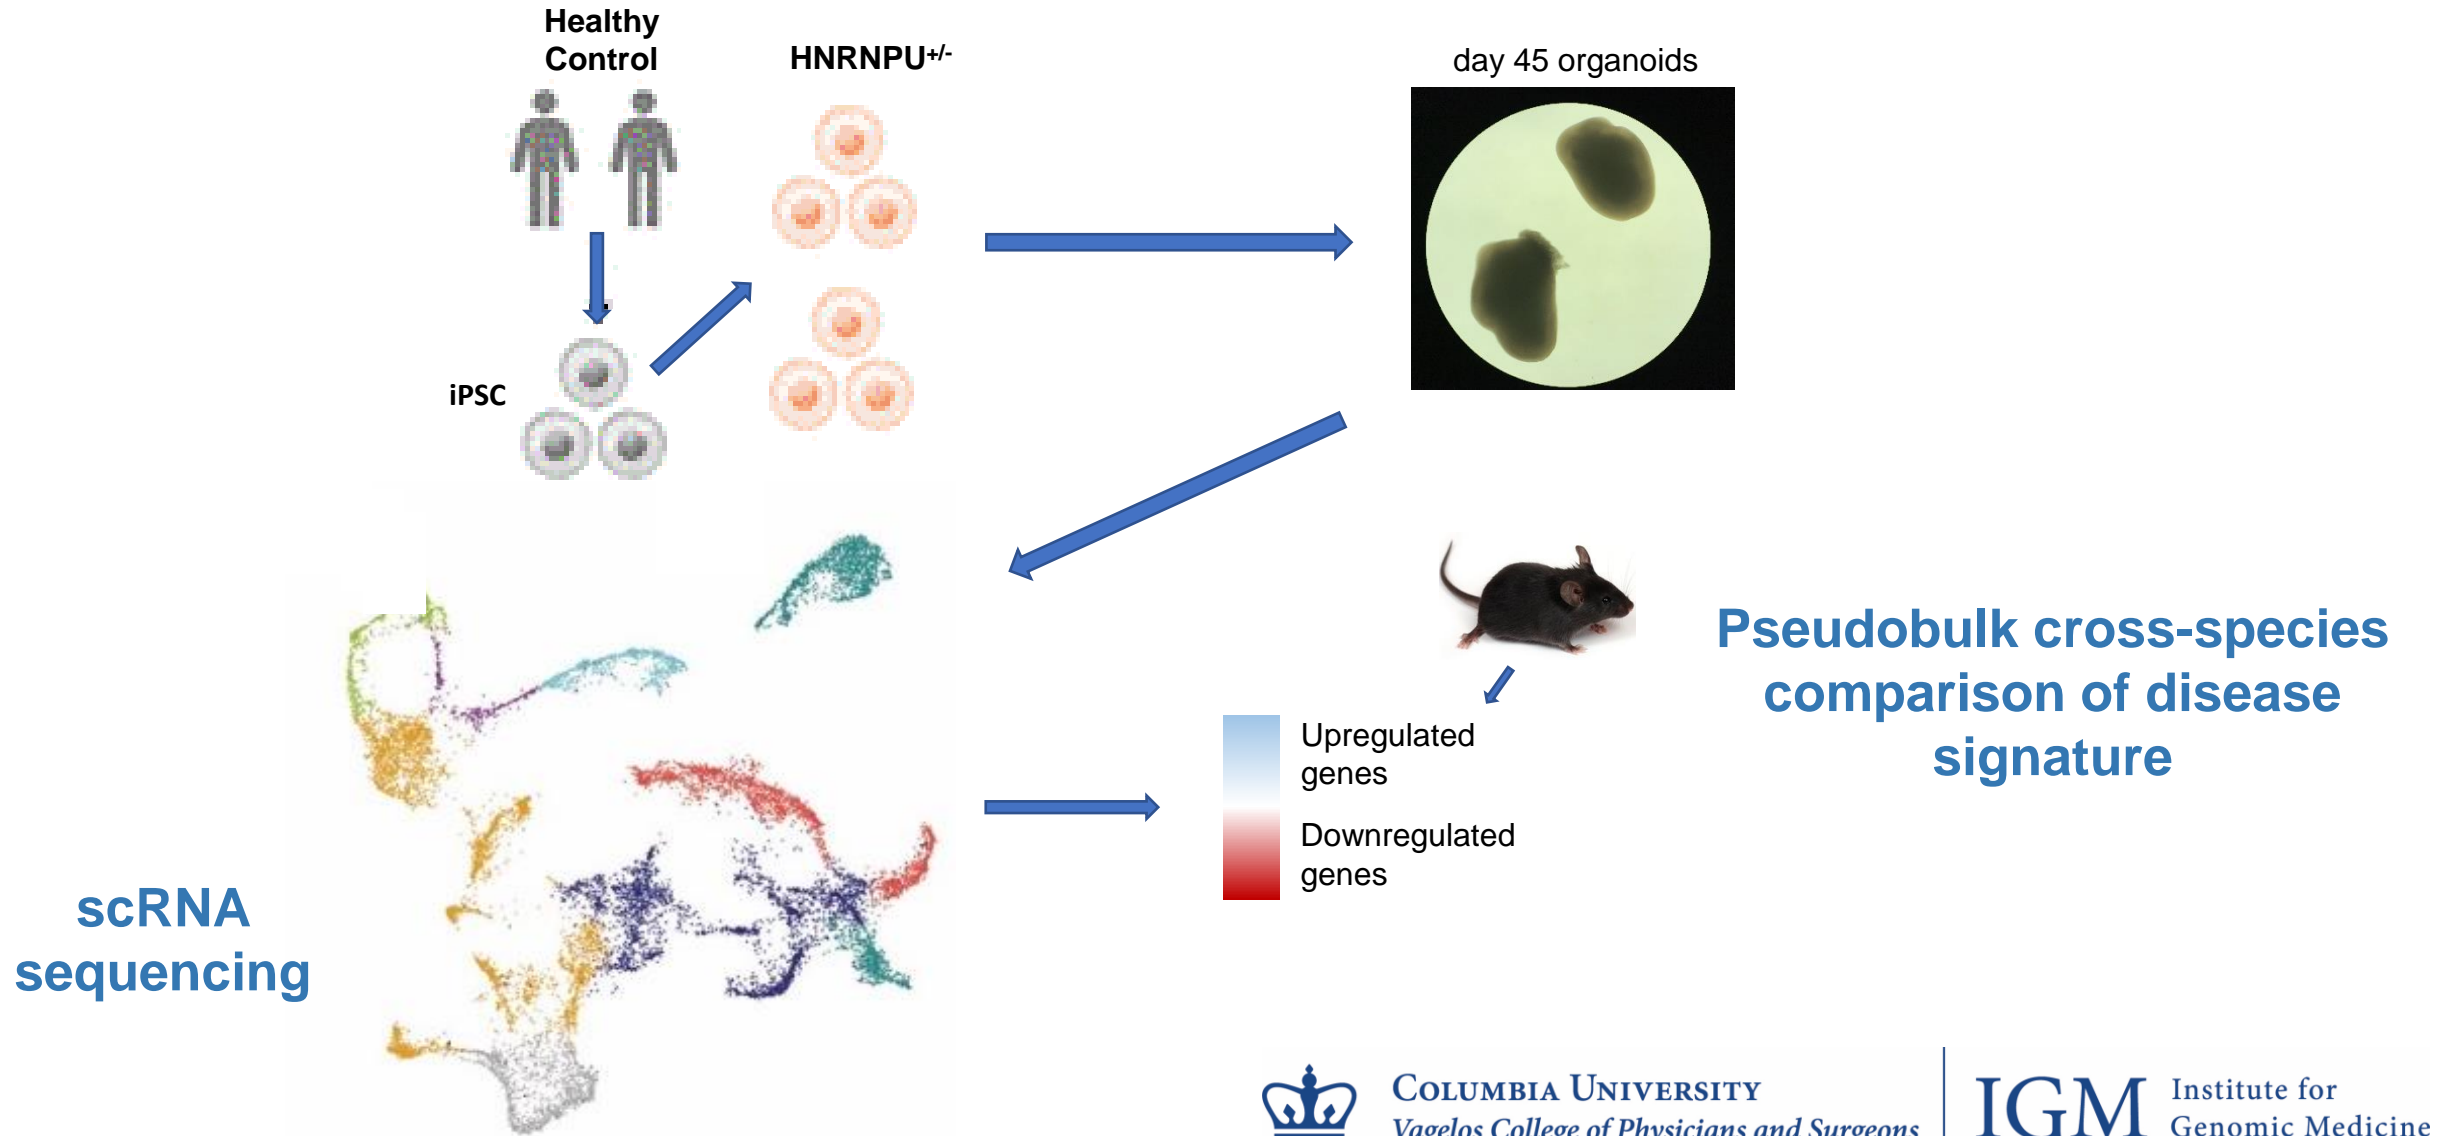 Healthy
Control
HNRNPU+/-
day 45 organoids
iPSC
Pseudobulk cross-species
comparison of disease
signature
Upregulated
genes
Downregulated
genes
scRNA
sequencing
COLUMBIA UNIVERSITY
Vagelos College of Physicians and Surgeons
IGM
Institute for
Genomic Medicine